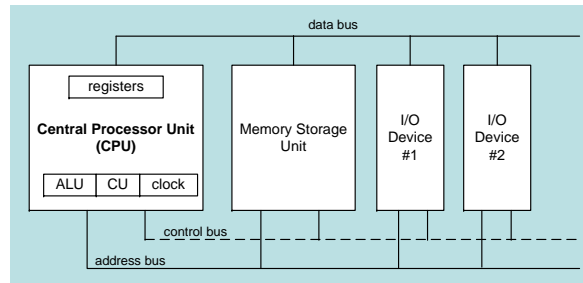 data bus
registers
Central Processor Unit
(CPU)
ALU CU clock
Memory Storage
Unit
I/O
Device
#1
I/O
Device
#2
control bus
address bus